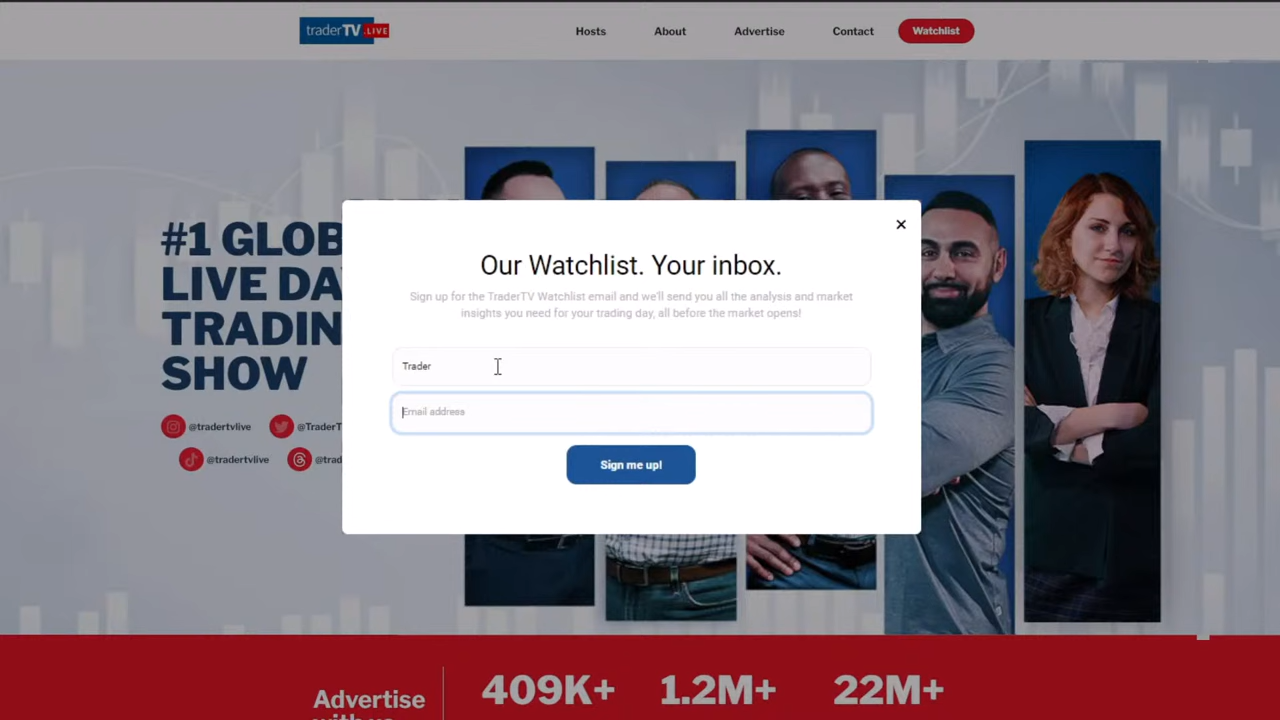 traderTV.LIVE
Hosts
About
Advertise
Contact
Watchlist
#1 GLOB
LIVE DA
TRADIN
SHOW
@tradertvlive
@TraderT
@tradertvlive
@trad
Our Watchlist. Your inbox.
Sign up for the TraderTV Watchlist email and we'll send you all the analysis and market
insights you need for your trading day, all before the market opens!
Trader
Email address
Sign me up!
Advertise
with us
409K+
1.2M+
22M+